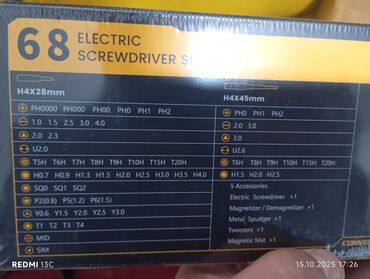 68 ELECTRIC
SCREWDRIVER
H4X28mm
PH0000 PH000 PH00 PH0 PH1 PH2
1.0 1.5 2.5 3.0 4.0
2.0 2.3
U2.0
T5H T6H T7H T8H T9H T10H T15H T20H
H0.7 H0.9 H1.3 H1.5 H2.0 H2.5 H3.0 H3.5 H4.0
SQ0 SQ1 SQ2
P2(0.8) P5(1.2) P6(1.5)
Y0.6 Y1.5 Y2.0 Y2.5 Y3.0
T1 T2 T3 T4
MID
SIM
H4X45mm
PH0 PH1 PH2
2.0 3.0
3.0
U2.6
T6H T8H T9H T10H T15H T20H
H1.5 H2.0 H2.5
5 Accessories
Electric Screwdriver ×1
Magnetizer / Demagnetizer ×1
Metal Spudger ×1
Tweezers ×1
Magnetic Mat ×1
REDMI 13C
15.10.2025 17:26